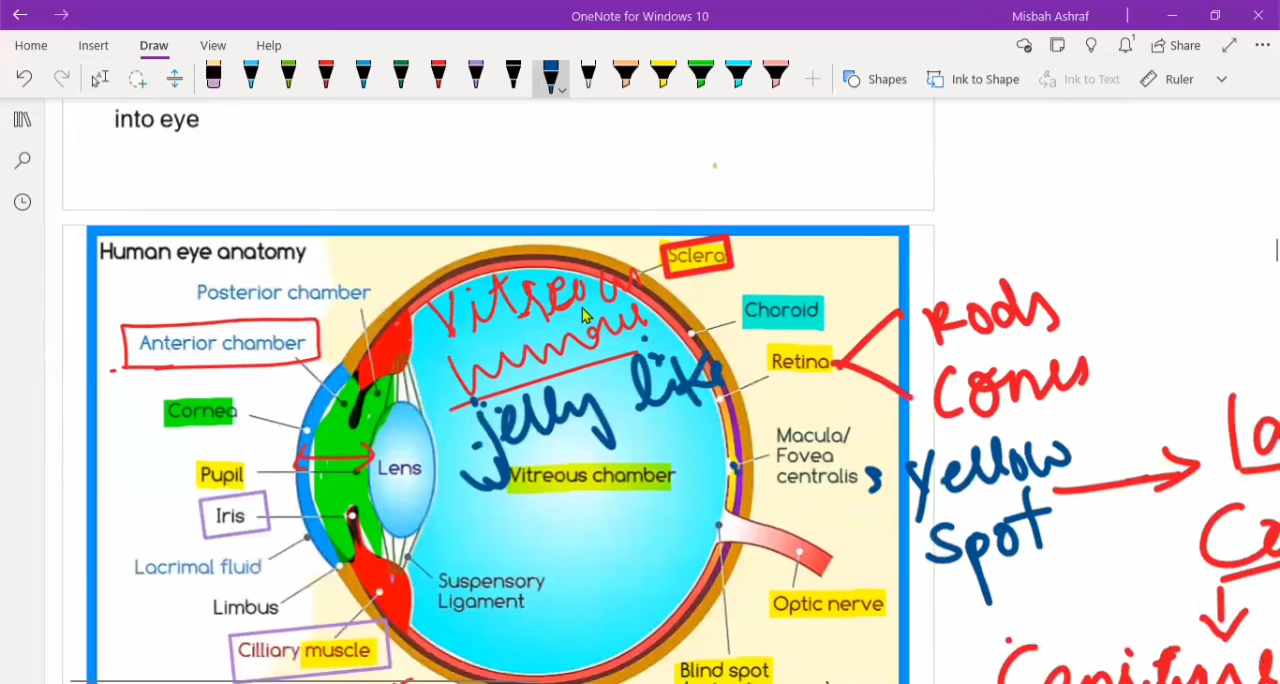 OneNote for Windows 10
Misbah Ashraf
Home Insert Draw View Help
Share
Shapes
Ink to Shape
Ink to Text
Ruler
into eye
Human eye anatomy
Posterior chamber
Anterior chamber
Cornea
Pupil
Iris
Lacrimal fluid
Limbus
Cilliary muscle
Lens
Suspensory
Ligament
Vitreous
humour
jelly like
Vitreous chamber
Sclera
Choroid
Retina
Rods
Cones
Macula/
Fovea
centralis
yellow
spot
Optic nerve
Blind spot